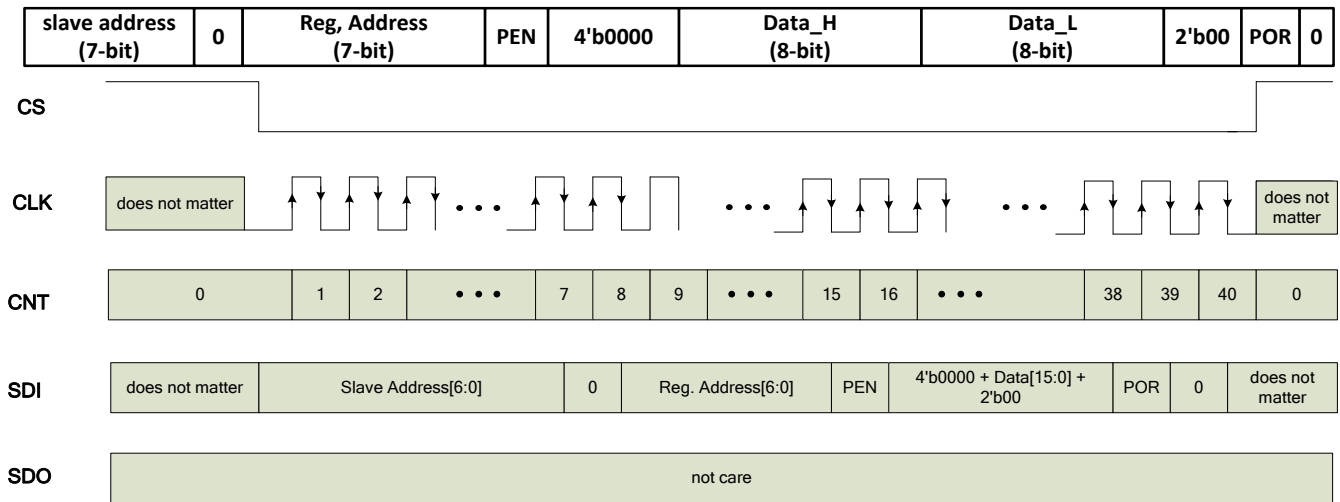 slave address (7-bit) 0 Reg, Address (7-bit) PEN 4'b0000 Data_H (8-bit) Data_L (8-bit) 2'b00 POR 0
CS
CLK does not matter • • • • • • • • • does not matter
CNT 0 1 2 • • • 7 8 9 • • • 15 16 • • • 38 39 40 0
SDI does not matter Slave Address[6:0] 0 Reg. Address[6:0] PEN 4'b0000 + Data[15:0] + 2'b00 POR 0 does not matter
SDO not care